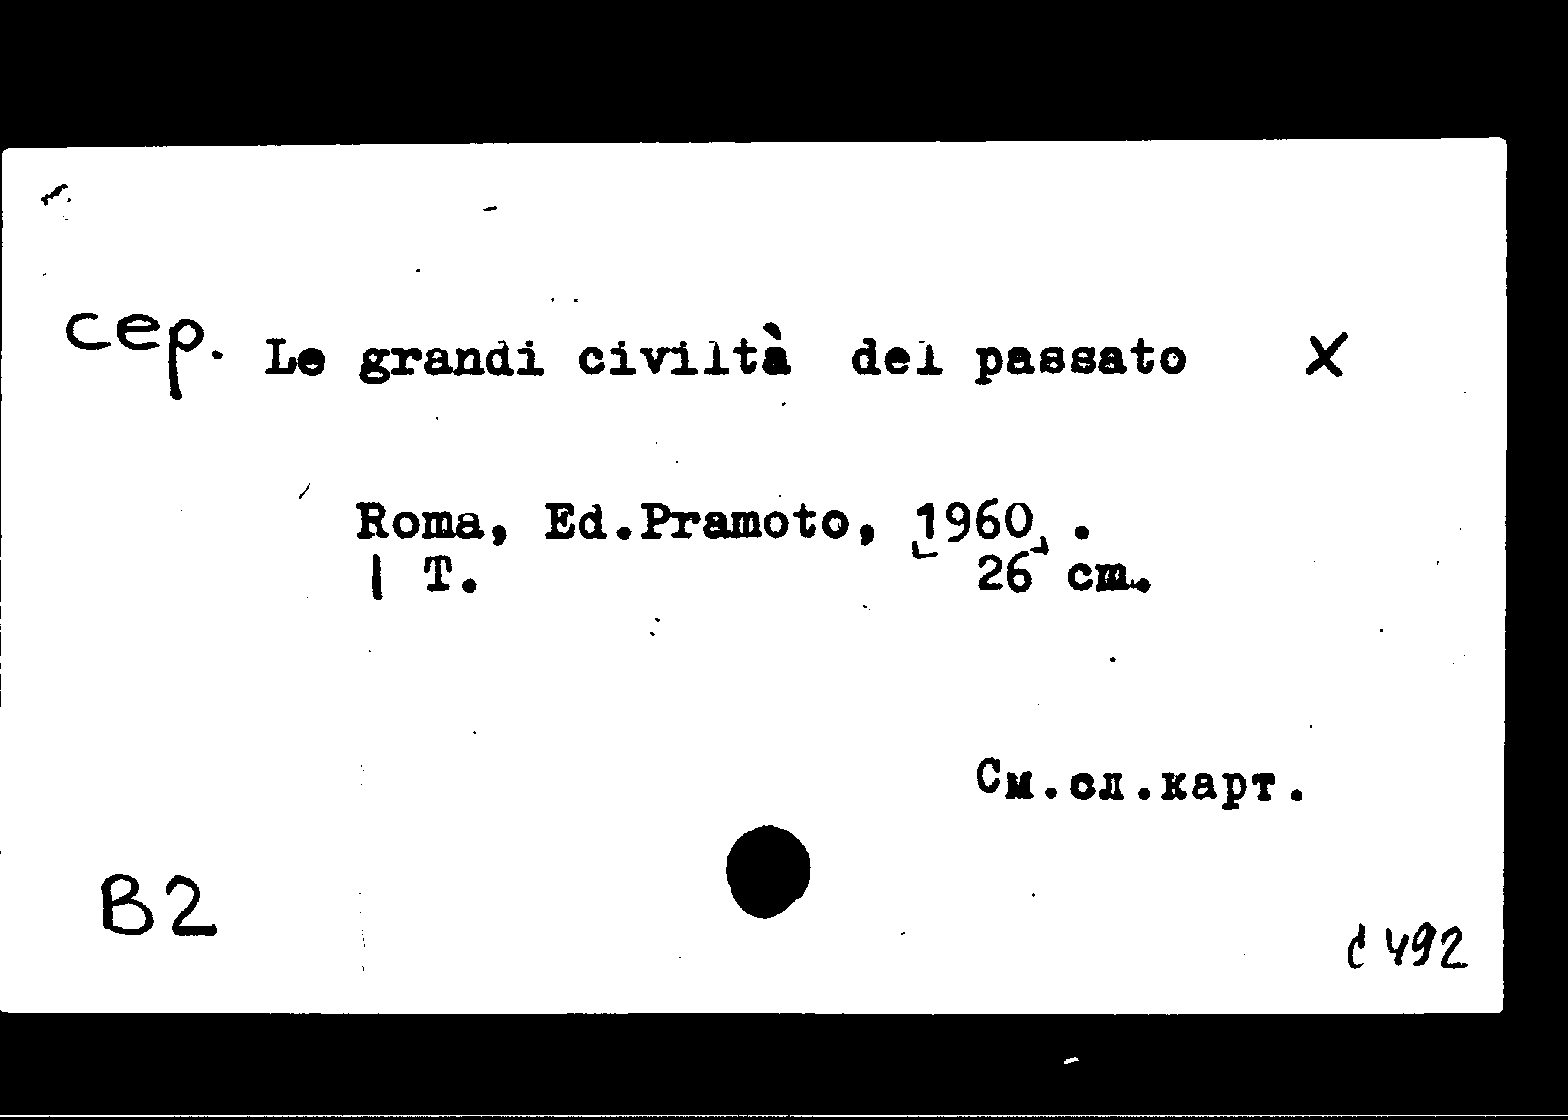 сер. Le grandi civiltà del passato X
Roma, Ed.Pramoto, [1960] .
1 T. 26 cm.
См.сл.карт.
B2
с 492